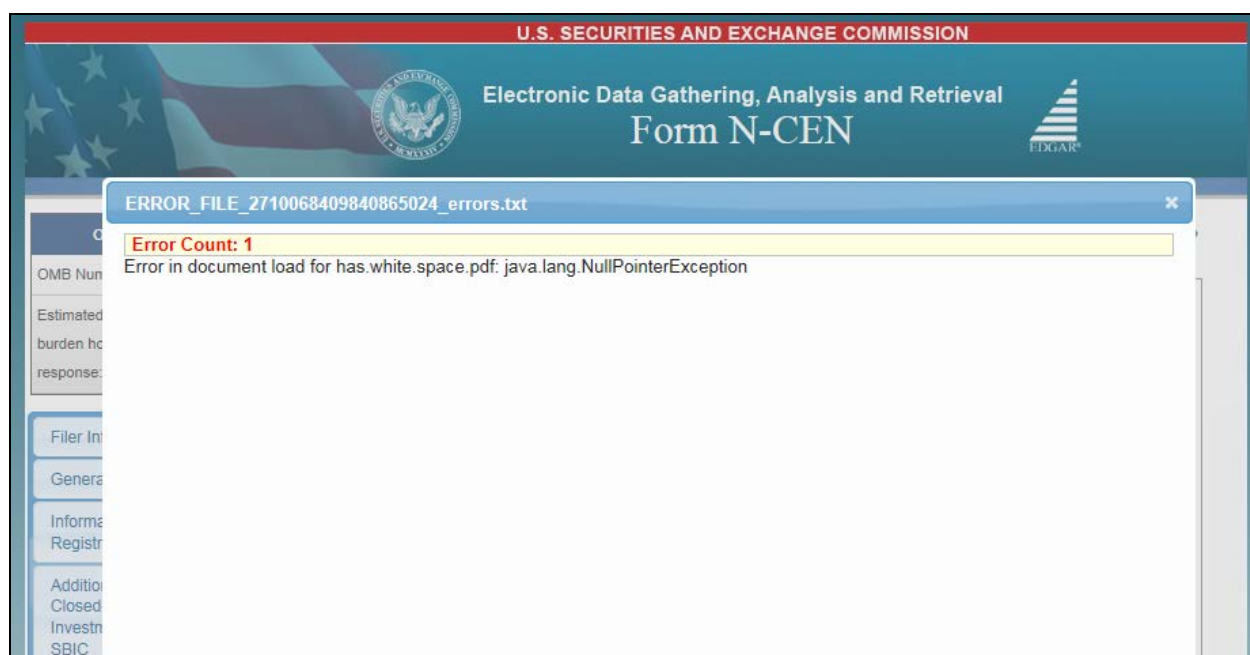 U.S. SECURITIES AND EXCHANGE COMMISSION
Electronic Data Gathering, Analysis and Retrieval
Form N-CEN
EDGAR®
ERROR_FILE_2710068409840865024_errors.txt
Error Count: 1
Error in document load for has.white.space.pdf: java.lang.NullPointerException
OMB Num
Estimated
burden ho
response:
Filer In
Genera
Informa
Registr
Additio
Closed
Investm
SBIC